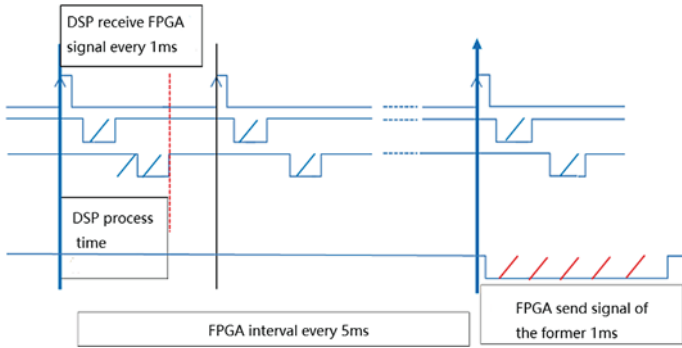 DSP receive FPGA
signal every 1ms
DSP process
time
FPGA send signal of
the former 1ms
FPGA interval every 5ms